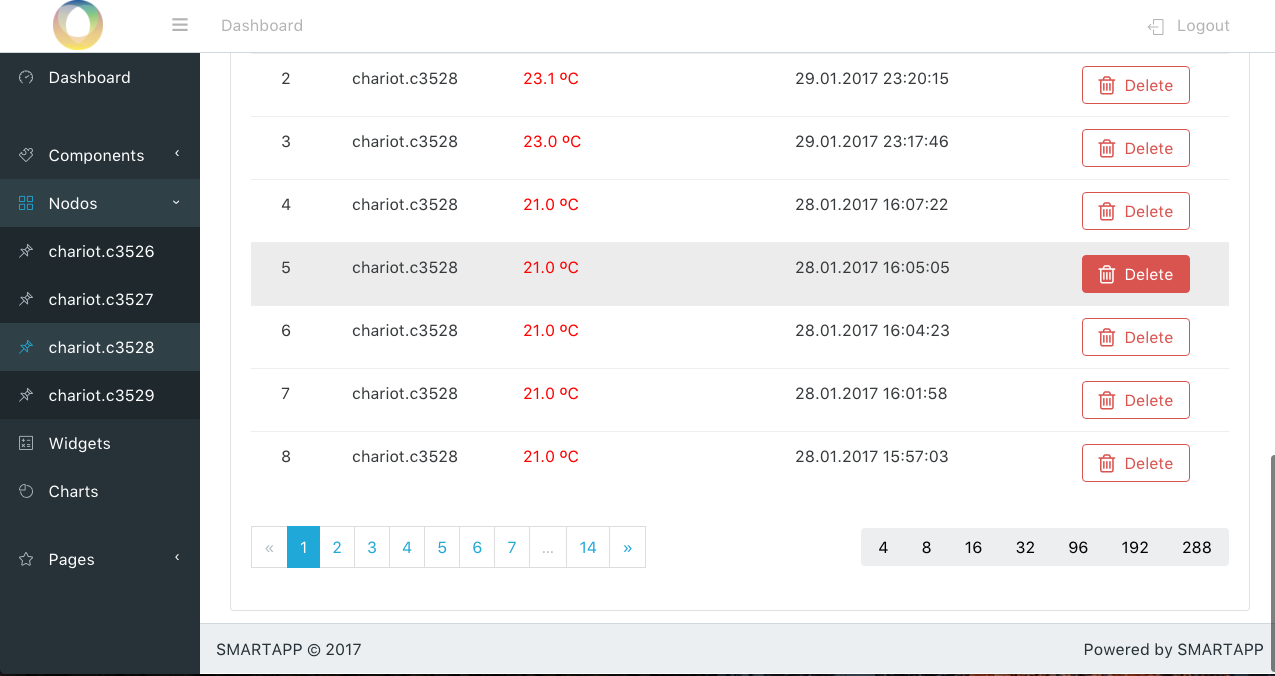 Dashboard
Logout
Dashboard
Components
Nodos
chariot.c3526
chariot.c3527
chariot.c3528
chariot.c3529
Widgets
Charts
Pages
2 chariot.c3528 23.1 ºC 29.01.2017 23:20:15 Delete
3 chariot.c3528 23.0 ºC 29.01.2017 23:17:46 Delete
4 chariot.c3528 21.0 ºC 28.01.2017 16:07:22 Delete
5 chariot.c3528 21.0 ºC 28.01.2017 16:05:05 Delete
6 chariot.c3528 21.0 ºC 28.01.2017 16:04:23 Delete
7 chariot.c3528 21.0 ºC 28.01.2017 16:01:58 Delete
8 chariot.c3528 21.0 ºC 28.01.2017 15:57:03 Delete
« 1 2 3 4 5 6 7 ... 14 »
4 8 16 32 96 192 288
SMARTAPP © 2017
Powered by SMARTAPP